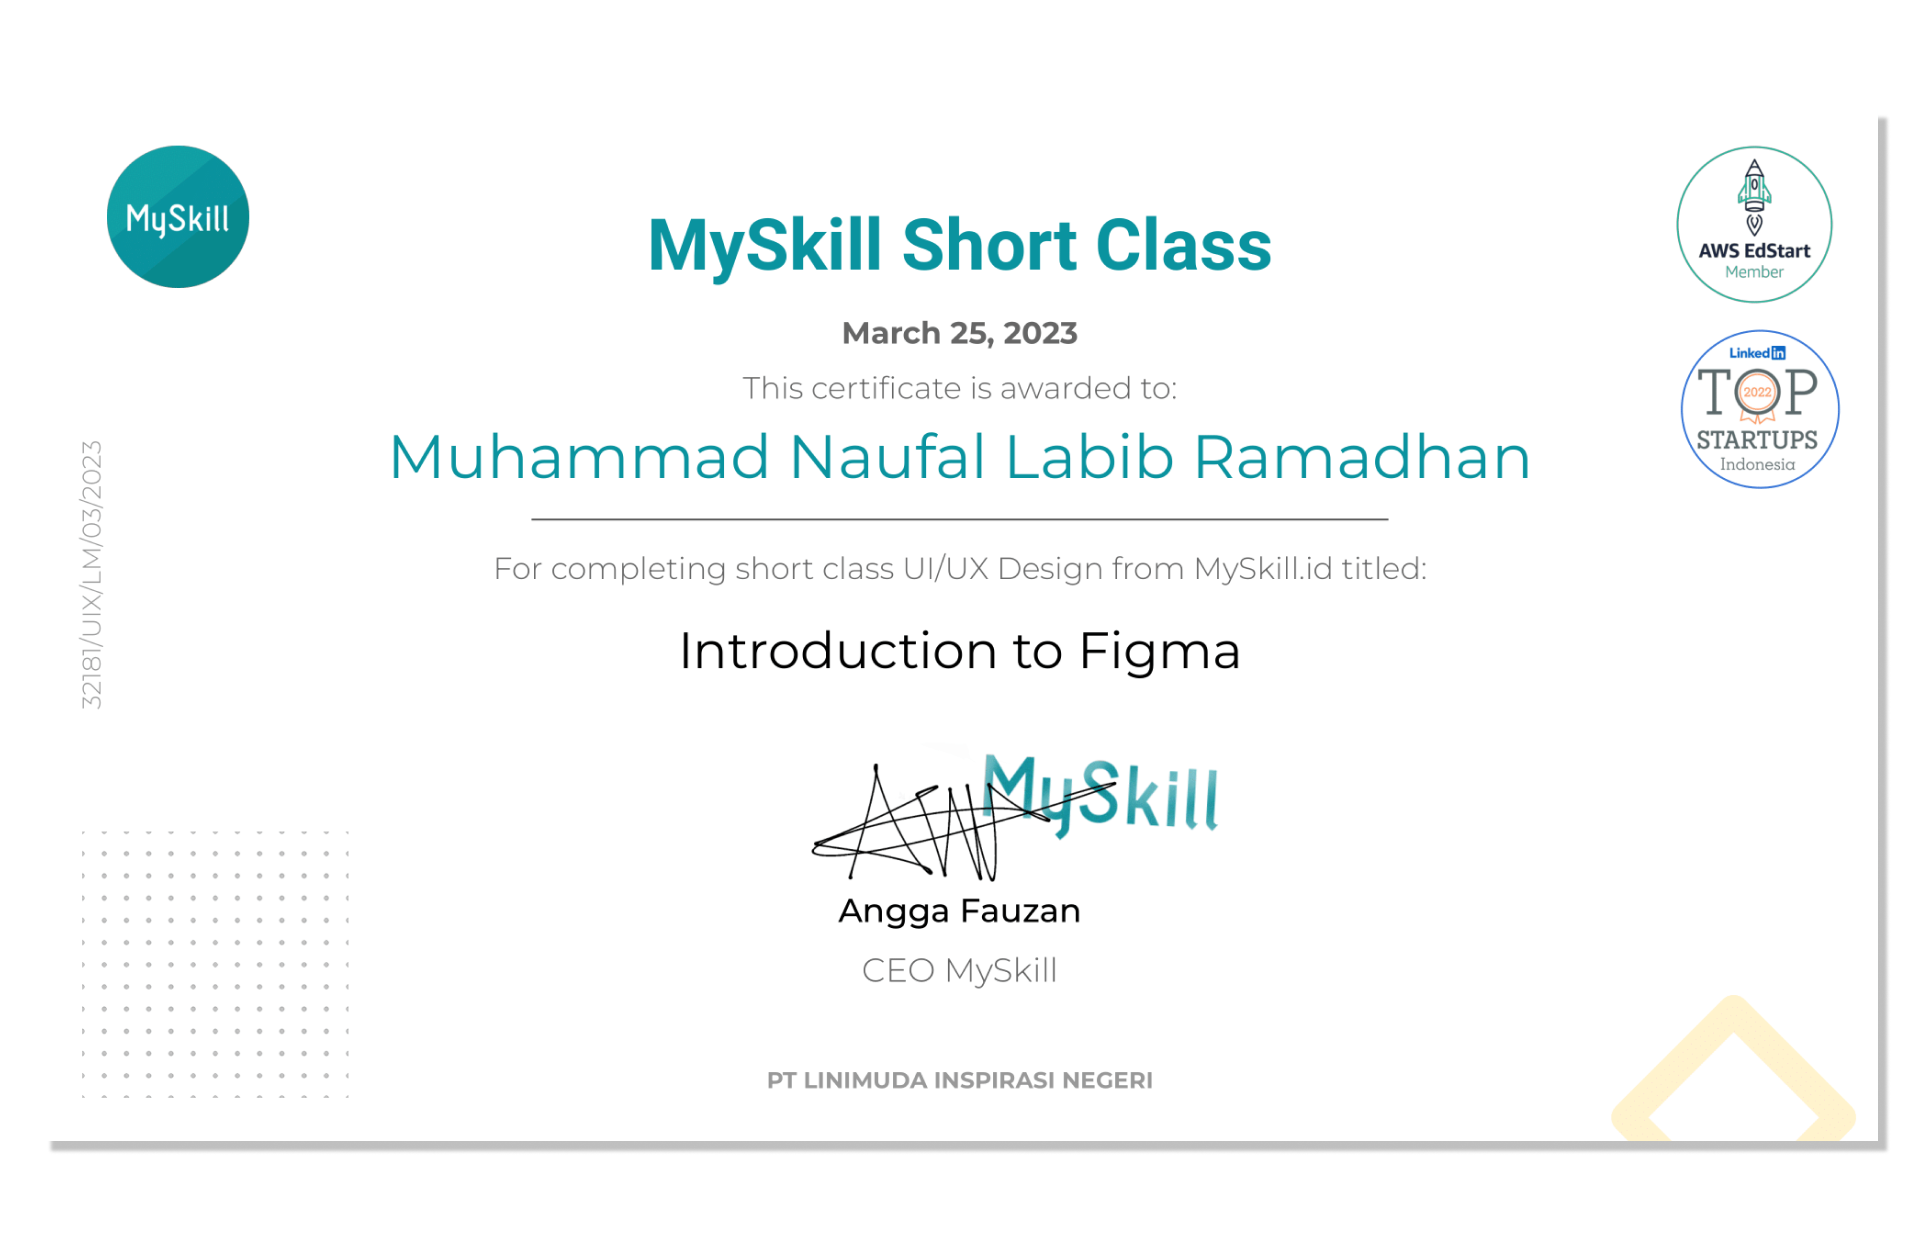 MySkill
MySkill Short Class
March 25, 2023
This certificate is awarded to:
Muhammad Naufal Labib Ramadhan
For completing short class UI/UX Design from MySkill.id titled:
Introduction to Figma
MySkill
Angga Fauzan
CEO MySkill
PT LINIMUDA INSPIRASI NEGERI
32181/UIX/LM/03/2023
AWS EdStart
Member
Linked in
TOP
2022
STARTUPS
Indonesia